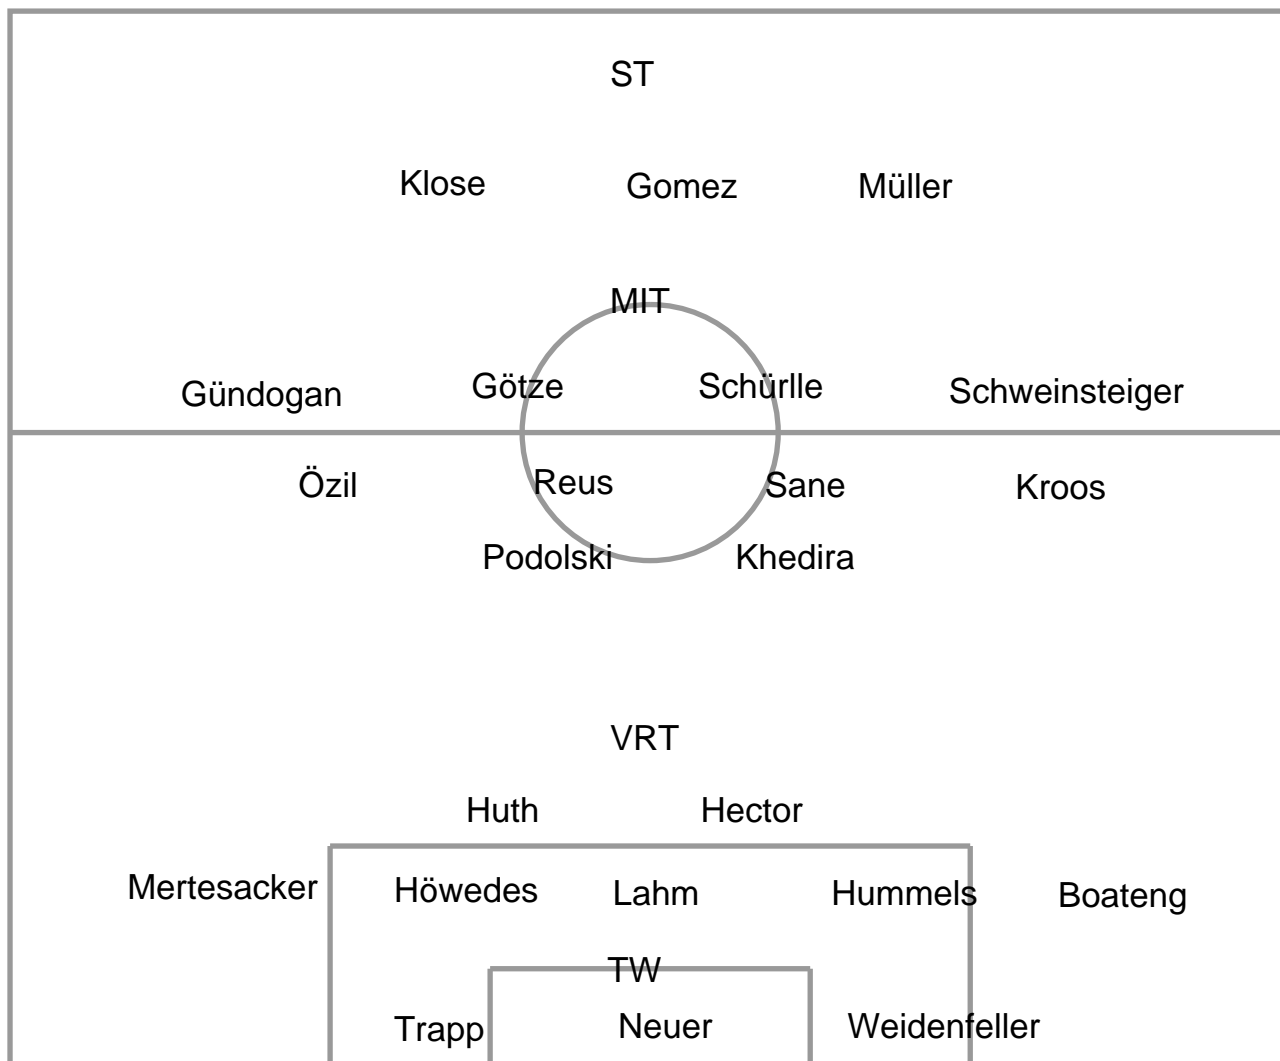 ST
Klose Gomez Müller
MIT
Gündogan Götze Schürlle Schweinsteiger
Özil Reus Sane Kroos
Podolski Khedira
VRT
Huth Hector
Mertesacker Höwedes Lahm Hummels Boateng
TW
Trapp Neuer Weidenfeller